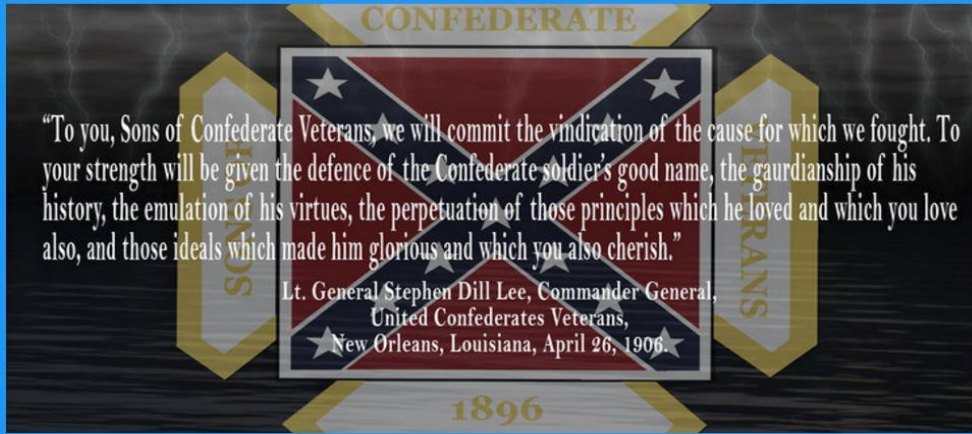 CONFEDERATE
“To you, Sons of Confederate Veterans, we will commit the vindication of the cause for which we fought. To
your strength will be given the defence of the Confederate soldier’s good name, the gaurdianship of his
history, the emulation of his virtues, the perpetuation of those principles which he loved and which you love
also, and those ideals which made him glorious and which you also cherish.”
Lt. General Stephen Dill Lee, Commander General,
United Confederates Veterans,
New Orleans, Louisiana, April 26, 1906.
SONS OF
VETERANS
1896